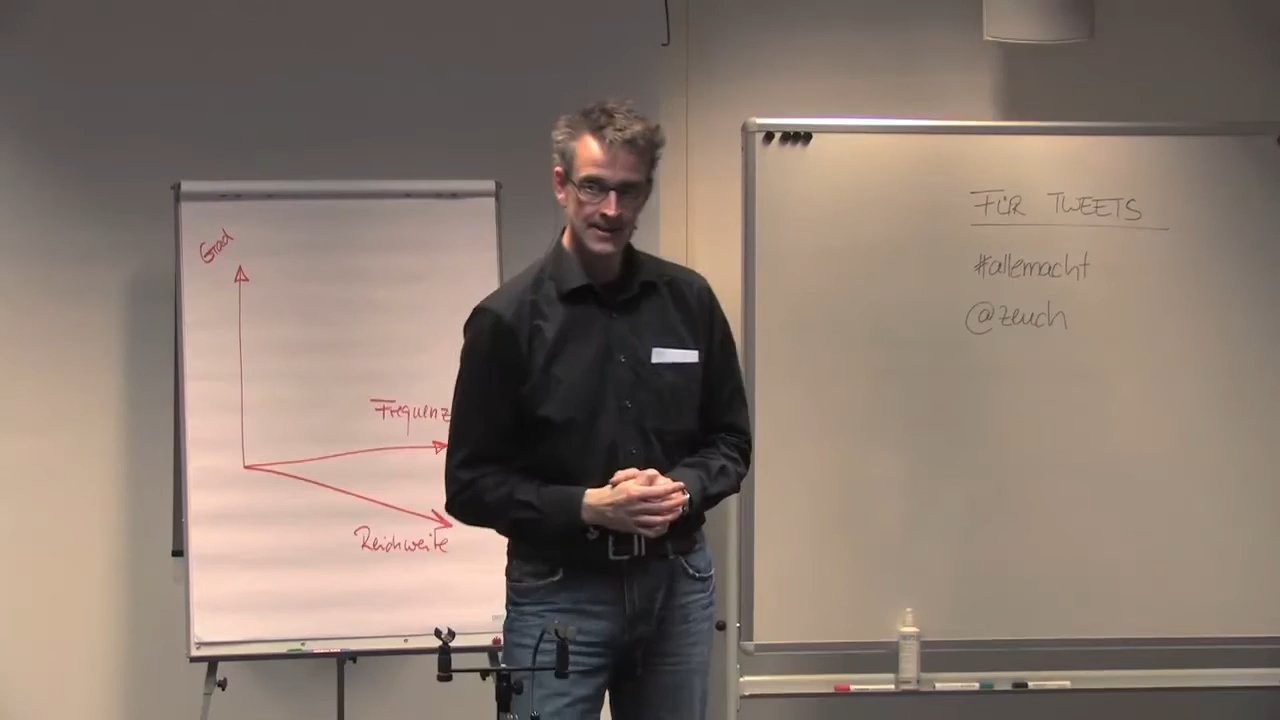 Grad
Frequenz
Reichweite
FÜR TWEETS
#allemacht
@zeuch